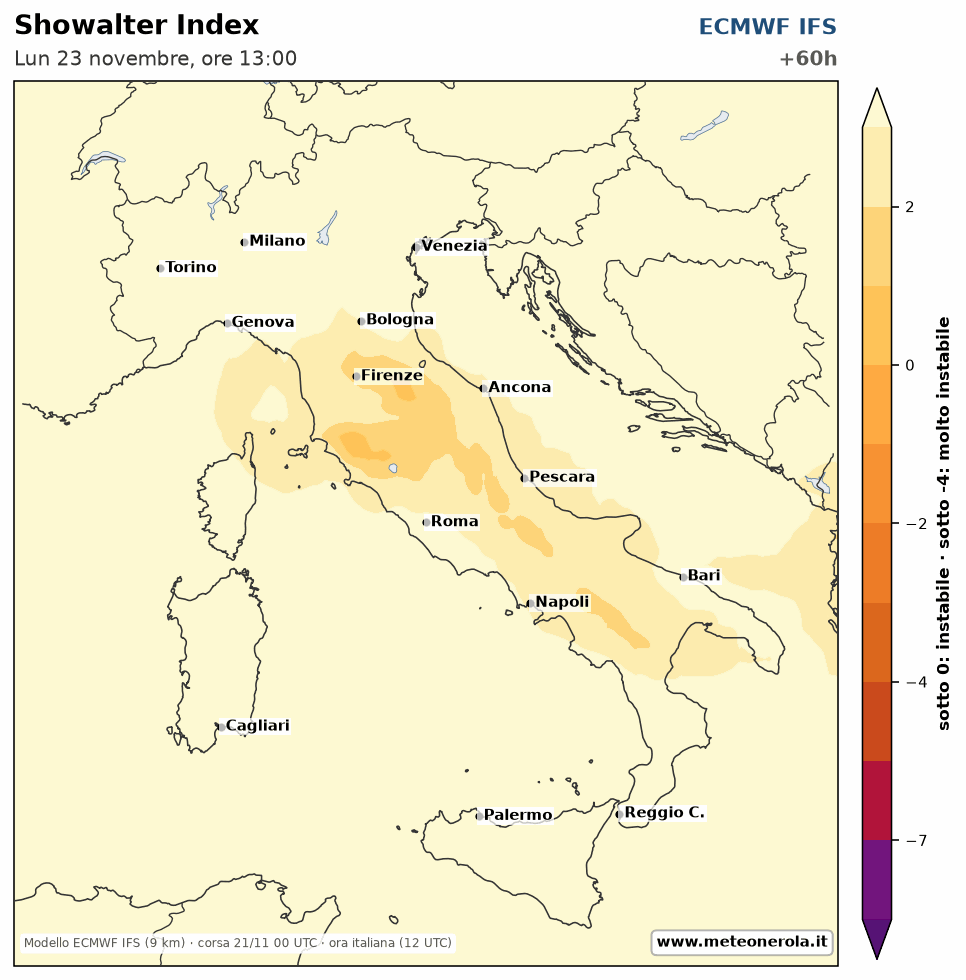 Showalter Index
ECMWF IFS
Lun 23 novembre, ore 13:00
+60h
Milano
Venezia
Torino
Genova
Bologna
Firenze
Ancona
Pescara
Roma
Bari
Napoli
Cagliari
Palermo
Reggio C.
2
0
−2
−4
−7
sotto 0: instabile · sotto -4: molto instabile
Modello ECMWF IFS (9 km) · corsa 21/11 00 UTC · ora italiana (12 UTC)
www.meteonerola.it